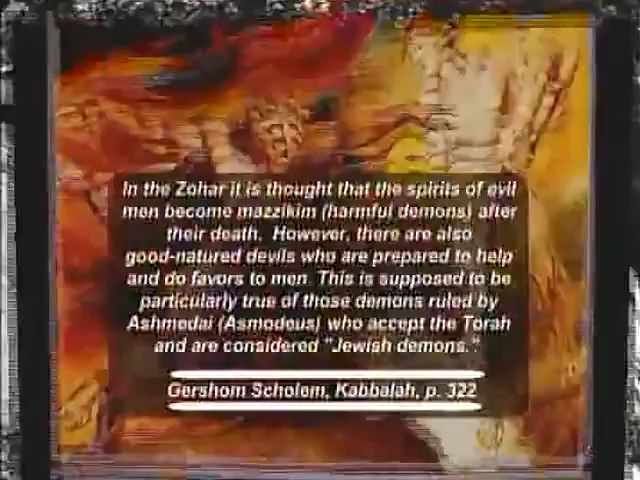 In the Zohar it is thought that the spirits of evil
men become mazzikim (harmful demons) after
their death. However, there are also
good-natured devils who are prepared to help
and do favors to men. This is supposed to be
particularly true of those demons ruled by
Ashmedai (Asmodeus) who accept the Torah
and are considered "Jewish demons."
Gershom Scholem, Kabbalah, p. 322